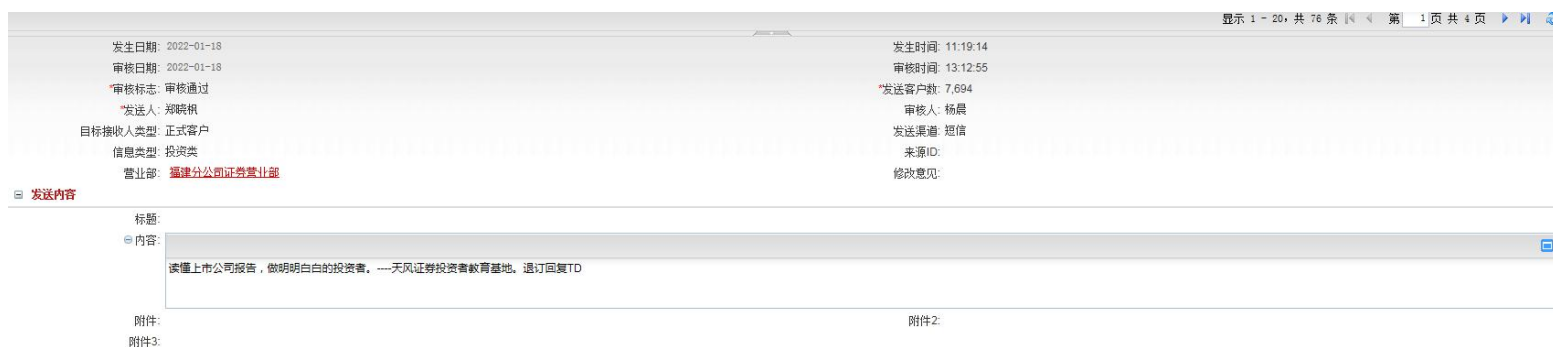 显示 1 - 20，共 76 条 第 1 页 共 4 页
发生日期: 2022-01-18 发生时间: 11:19:14
审核日期: 2022-01-18 审核时间: 13:12:55
*审核标志: 审核通过 *发送客户数: 7,694
*发送人: 郑晓帆 审核人: 杨晨
目标接收人类型: 正式客户 发送渠道: 短信
信息类型: 投资类 来源ID:
营业部: 福建分公司证券营业部 修改意见:
发送内容
标题:
内容:
读懂上市公司报告，做明明白白的投资者。----天风证券投资者教育基地。退订回复TD
附件: 附件2:
附件3: